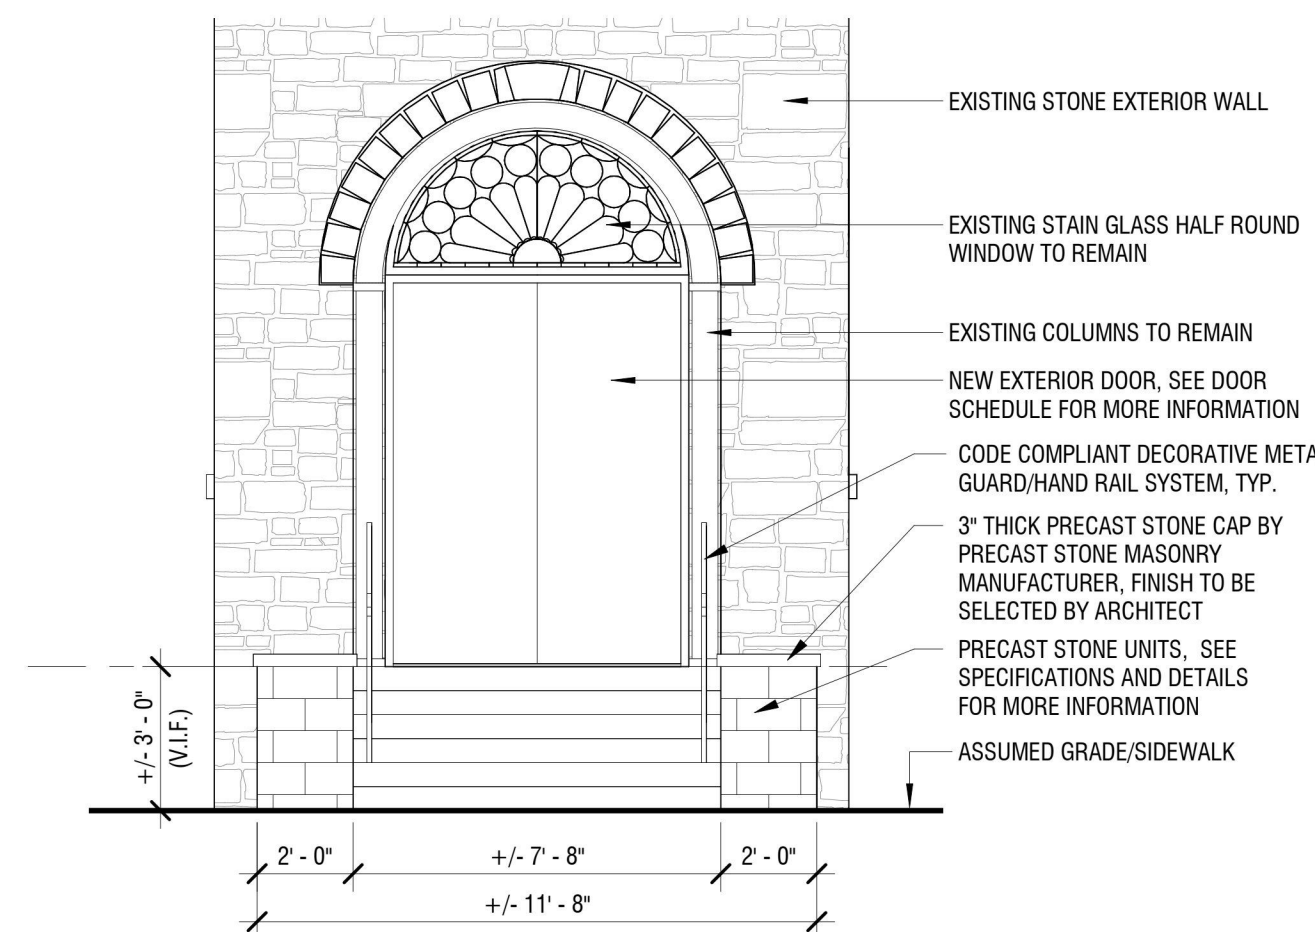 EXISTING STONE EXTERIOR WALL
EXISTING STAIN GLASS HALF ROUND
WINDOW TO REMAIN
EXISTING COLUMNS TO REMAIN
NEW EXTERIOR DOOR, SEE DOOR
SCHEDULE FOR MORE INFORMATION
CODE COMPLIANT DECORATIVE META
GUARD/HAND RAIL SYSTEM, TYP.
3" THICK PRECAST STONE CAP BY
PRECAST STONE MASONRY
MANUFACTURER, FINISH TO BE
SELECTED BY ARCHITECT
PRECAST STONE UNITS, SEE
SPECIFICATIONS AND DETAILS
FOR MORE INFORMATION
ASSUMED GRADE/SIDEWALK
+/- 3' - 0"
(V.I.F.)
2' - 0"
+/- 7' - 8"
2' - 0"
+/- 11' - 8"